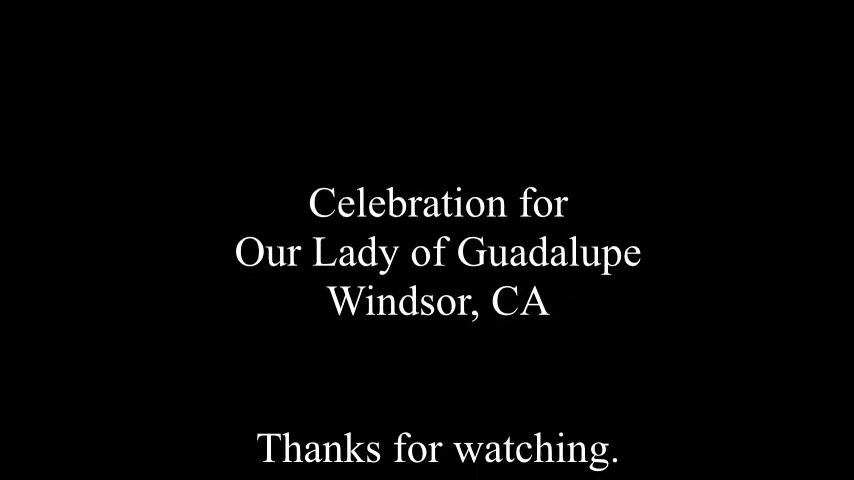 Celebration for
Our Lady of Guadalupe
Windsor, CA
Thanks for watching.